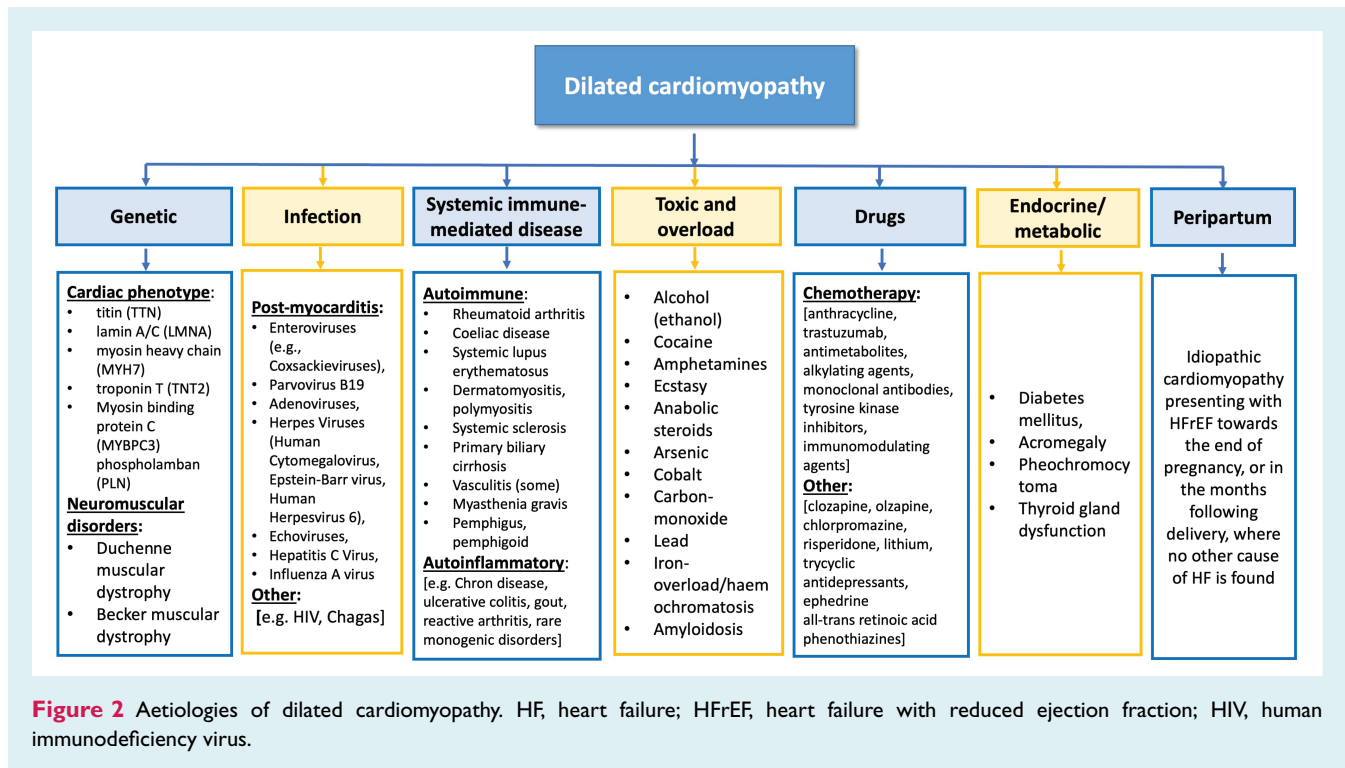 Dilated cardiomyopathy
Genetic
Cardiac phenotype:
• titin (TTN)
• lamin A/C (LMNA)
• myosin heavy chain
(MYH7)
• troponin T (TNT2)
• Myosin binding
protein C
(MYBPC3)
phospholamban
(PLN)
Neuromuscular
disorders:
• Duchenne
muscular
dystrophy
• Becker muscular
dystrophy
Infection
Post-myocarditis:
• Enteroviruses
(e.g.,
Coxsackieviruses),
• Parvovirus B19
• Adenoviruses,
• Herpes Viruses
(Human
Cytomegalovirus,
Epstein-Barr virus,
Human
Herpesvirus 6),
• Echoviruses,
• Hepatitis C Virus,
• Influenza A virus
Other:
[e.g. HIV, Chagas]
Systemic immune-
mediated disease
Autoimmune:
• Rheumatoid arthritis
• Coeliac disease
• Systemic lupus
erythematosus
• Dermatomyositis,
polymyositis
• Systemic sclerosis
• Primary biliary
cirrhosis
• Vasculitis (some)
• Myasthenia gravis
• Pemphigus,
pemphigoid
Autoinflammatory:
[e.g. Chron disease,
ulcerative colitis, gout,
reactive arthritis, rare
monogenic disorders]
Toxic and
overload
• Alcohol
(ethanol)
• Cocaine
• Amphetamines
• Ecstasy
• Anabolic
steroids
• Arsenic
• Cobalt
• Carbon-
monoxide
• Lead
• Iron-
overload/haem
ochromatosis
• Amyloidosis
Drugs
Chemotherapy:
[anthracycline,
trastuzumab,
antimetabolites,
alkylating agents,
monoclonal antibodies,
tyrosine kinase
inhibitors,
immunomodulating
agents]
Other:
[clozapine, olzapine,
chlorpromazine,
risperidone, lithium,
trycyclic
antidepressants,
ephedrine
all-trans retinoic acid
phenothiazines]
Endocrine/
metabolic
• Diabetes
mellitus,
• Acromegaly
• Pheochromocy
toma
• Thyroid gland
dysfunction
Peripartum
Idiopathic
cardiomyopathy
presenting with
HFrEF towards
the end of
pregnancy, or in
the months
following
delivery, where
no other cause
of HF is found
Figure 2 Aetiologies of dilated cardiomyopathy. HF, heart failure; HFrEF, heart failure with reduced ejection fraction; HIV, human
immunodeficiency virus.